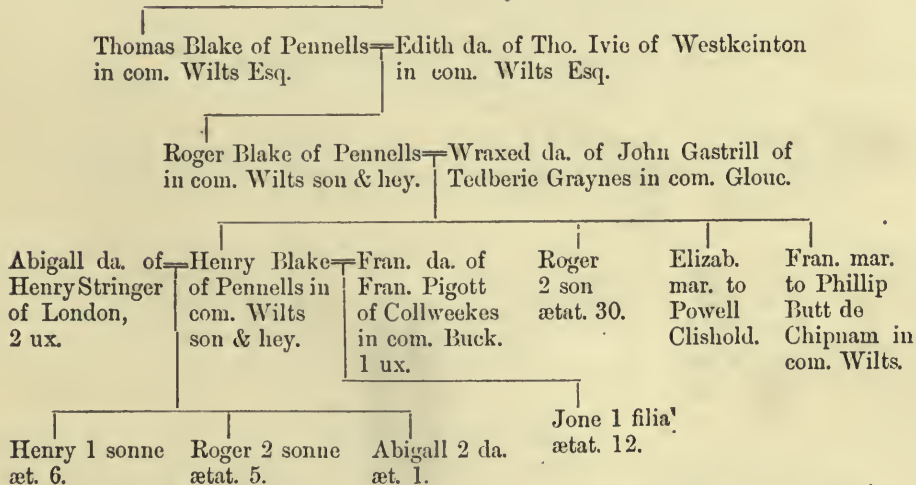 Thomas Blake of Pennells
in com. Wilts Esq.
Edith da. of Tho. Ivie of Westkeinton
in com. Wilts Esq.
Roger Blake of Pennells
in com. Wilts son & hey.
Wraxed da. of John Gastrill of
Tedberie Graynes in com. Glouc.
Abigall da. of
Henry Stringer
of London,
2 ux.
Henry Blake
of Pennells in
com. Wilts
son & hey.
Fran. da. of
Fran. Pigott
of Collweekes
in com. Buck.
1 ux.
Roger
2 son
ætat. 30.
Elizab.
mar. to
Powell
Clishold.
Fran. mar.
to Phillip
Butt de
Chipnam in
com. Wilts.
Henry 1 sonne
æt. 6.
Roger 2 sonne
ætat. 5.
Abigall 2 da.
æt. 1.
Jone 1 filia
ætat. 12.